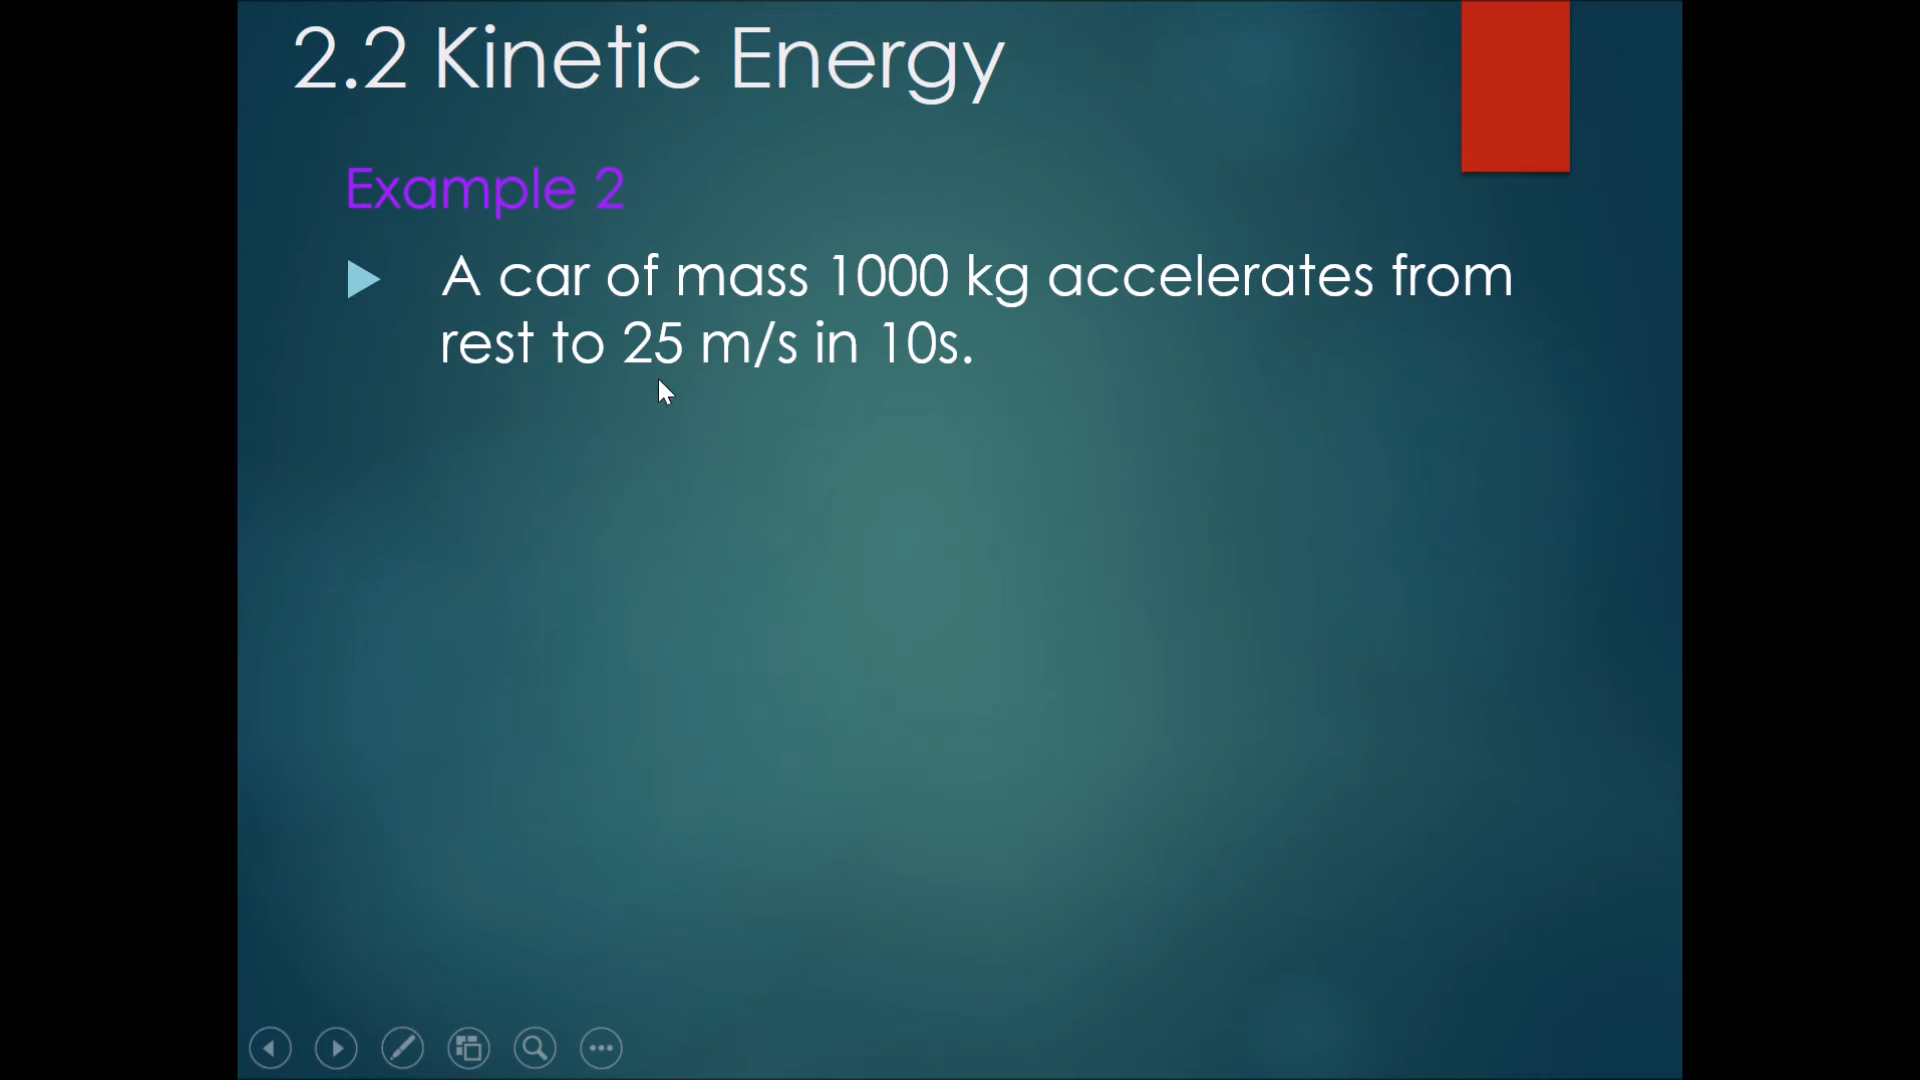 2.2 Kinetic Energy
Example 2
A car of mass 1000 kg accelerates from
rest to 25 m/s in 10s.